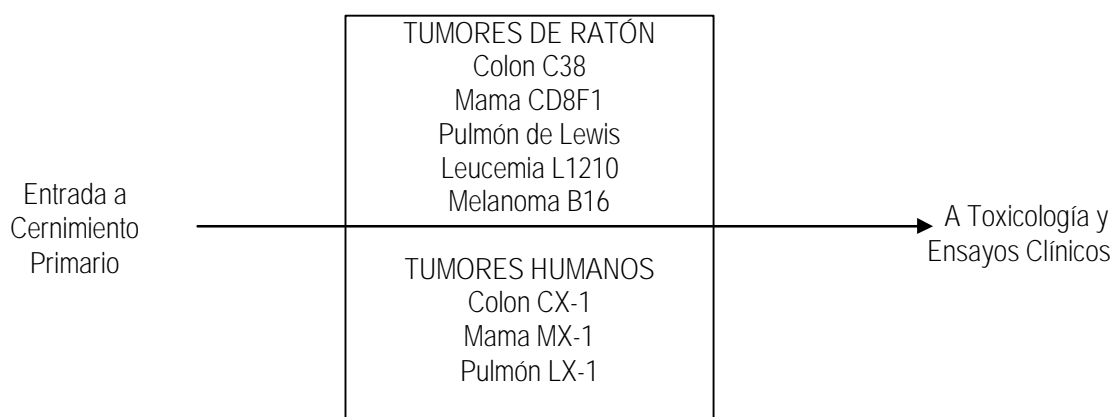 Entrada a
Cernimiento
Primario
TUMORES DE RATÓN
Colon C38
Mama CD8F1
Pulmón de Lewis
Leucemia L1210
Melanoma B16
TUMORES HUMANOS
Colon CX-1
Mama MX-1
Pulmón LX-1
A Toxicología y
Ensayos Clínicos